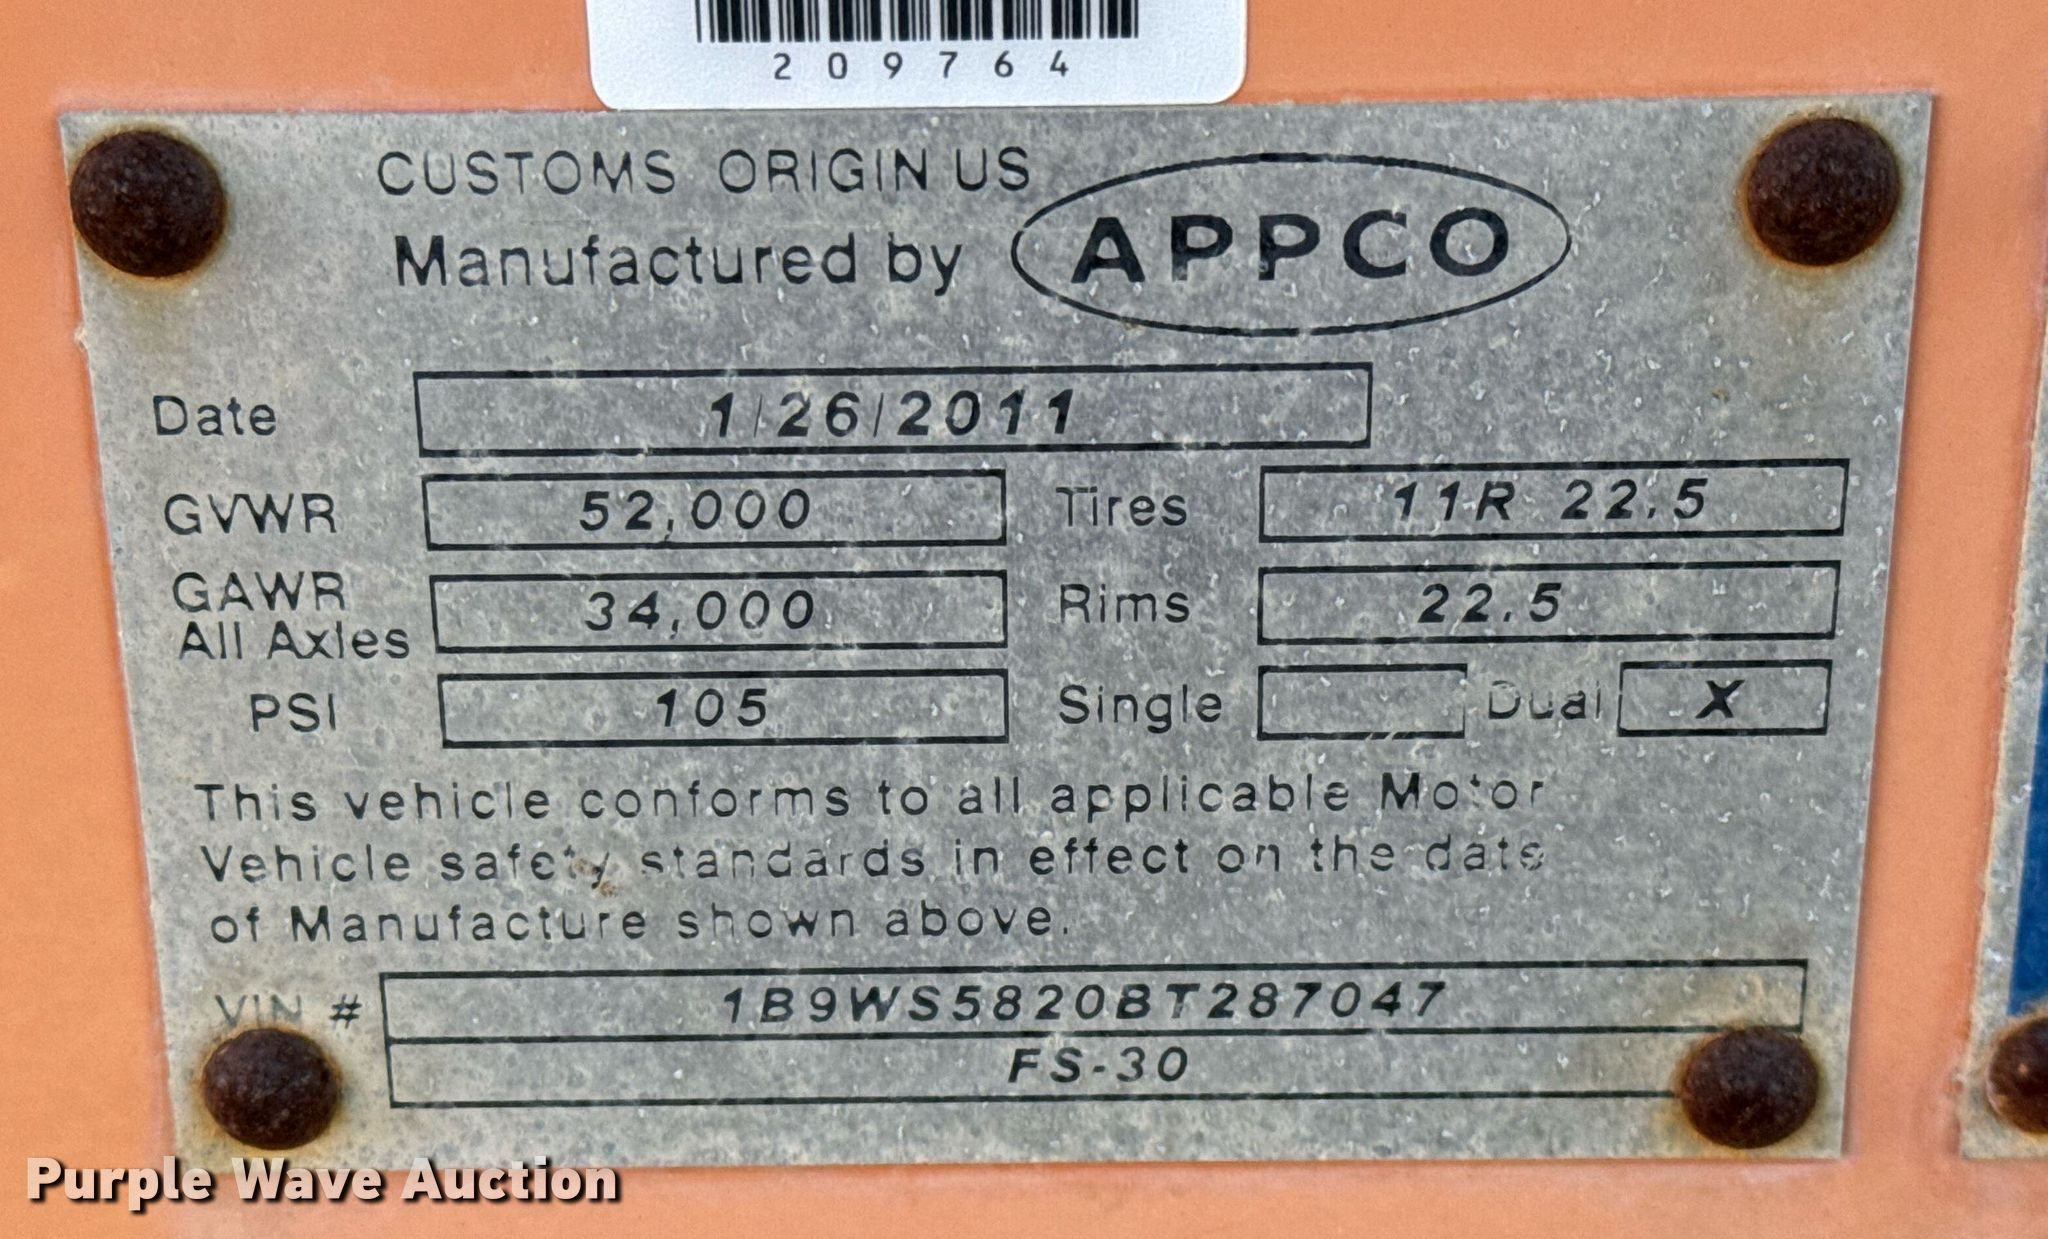 209764
CUSTOMS ORIGIN US
Manufactured by APPCO
Date 1/26/2011
GVWR 52,000 Tires 11R 22.5
GAWR All Axles 34,000 Rims 22.5
PSI 105 Single Dual X
This vehicle conforms to all applicable Motor
Vehicle safety standards in effect on the date
of Manufacture shown above.
VIN # 1B9WS5820BT287047
FS-30
Purple Wave Auction